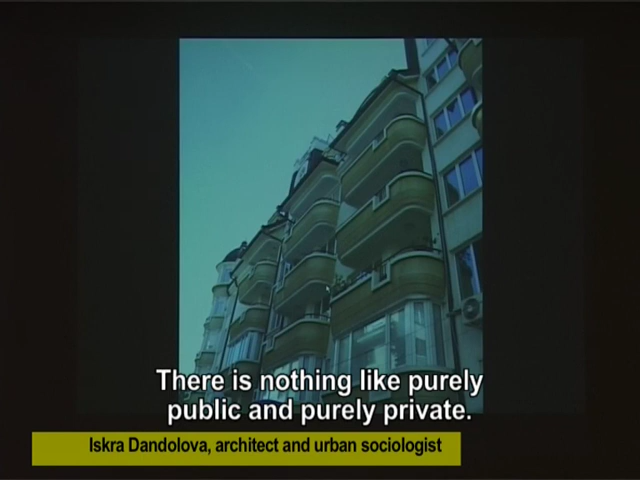 There is nothing like purely
public and purely private.
Iskra Dandolova, architect and urban sociologist